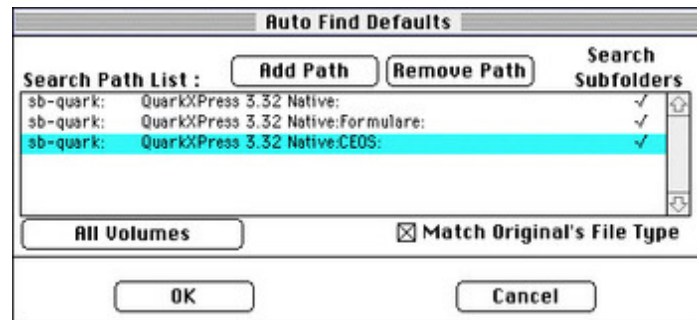 Auto Find Defaults
Search Path List : Add Path Remove Path Search Subfolders
sb-quark: QuarkXPress 3.32 Native: √
sb-quark: QuarkXPress 3.32 Native:Formulare: √
sb-quark: QuarkXPress 3.32 Native:CEOS: √
All Volumes Match Original's File Type
OK Cancel